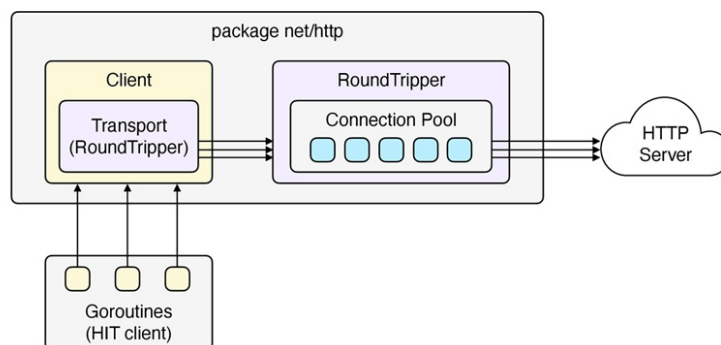 package net/http
Client
Transport
(RoundTripper)
RoundTripper
Connection Pool
HTTP
Server
Goroutines
(HIT client)